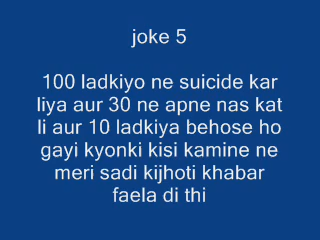 joke 5
100 ladkiyo ne suicide kar
liya aur 30 ne apne nas kat
li aur 10 ladkiya behose ho
gayi kyonki kisi kamine ne
meri sadi kijhoti khabar
faela di thi